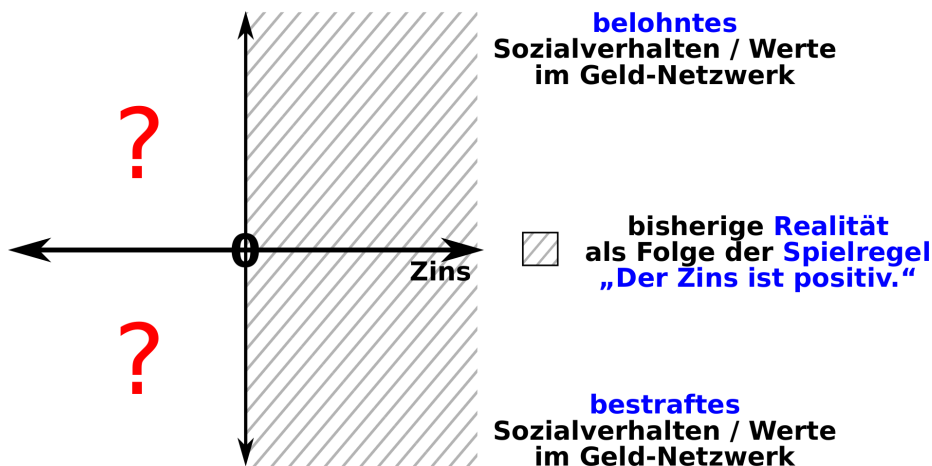 belohntes
Sozialverhalten / Werte
im Geld-Netzwerk
?
bisherige Realität
als Folge der Spielregel
„Der Zins ist positiv.“
0
Zins
?
bestraftes
Sozialverhalten / Werte
im Geld-Netzwerk